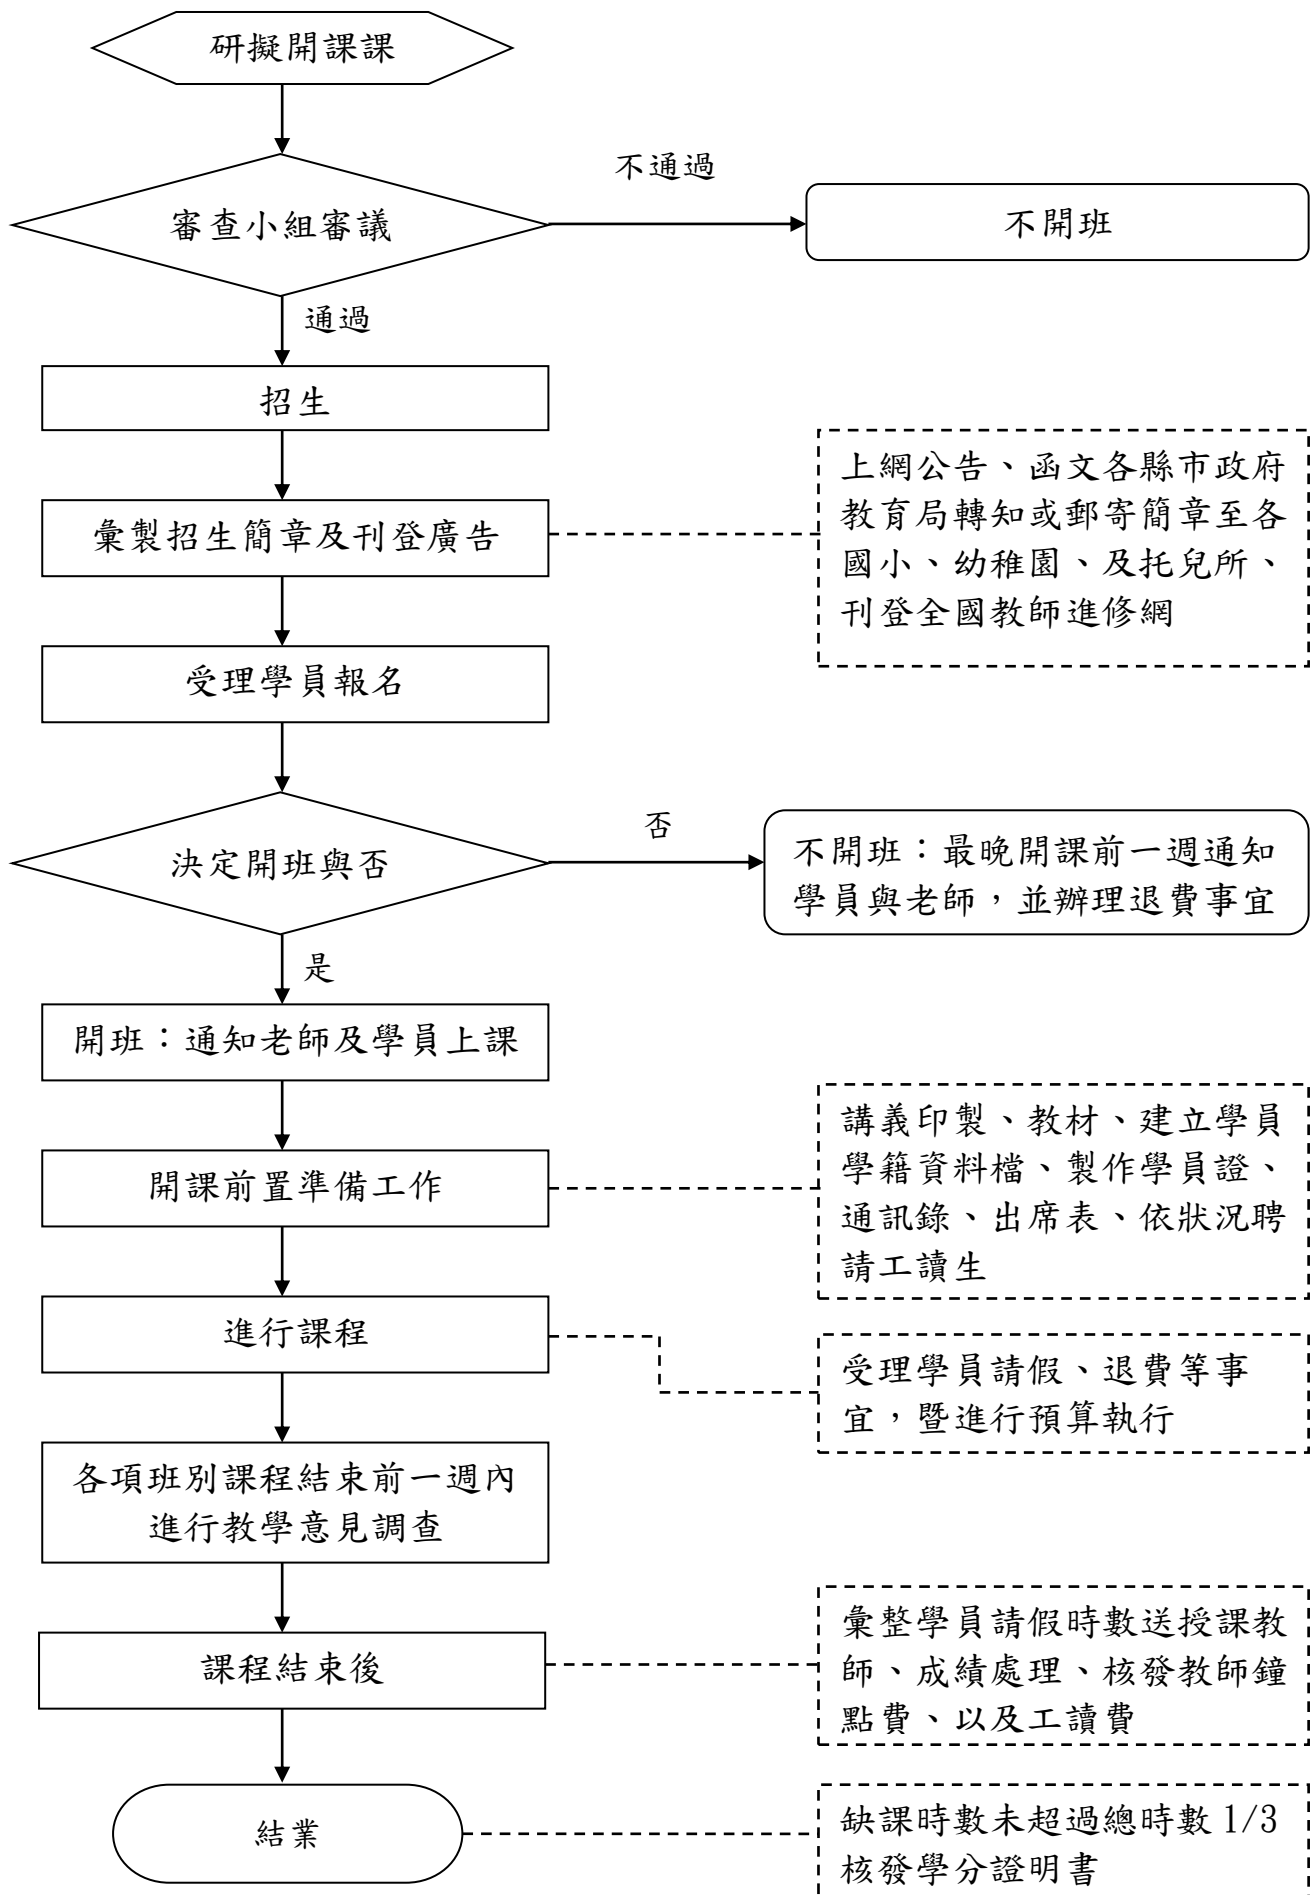 研擬開課課
審查小組審議
不通過
不開班
通過
招生
彙製招生簡章及刊登廣告
上網公告、函文各縣市政府
教育局轉知或郵寄簡章至各
國小、幼稚園、及托兒所、
刊登全國教師進修網
受理學員報名
決定開班與否
否
不開班：最晚開課前一週通知
學員與老師，並辦理退費事宜
是
開班：通知老師及學員上課
開課前置準備工作
講義印製、教材、建立學員
學籍資料檔、製作學員證、
通訊錄、出席表、依狀況聘
請工讀生
進行課程
受理學員請假、退費等事
宜，暨進行預算執行
各項班別課程結束前一週內
進行教學意見調查
課程結束後
彙整學員請假時數送授課教
師、成績處理、核發教師鐘
點費、以及工讀費
結業
缺課時數未超過總時數 1/3
核發學分證明書